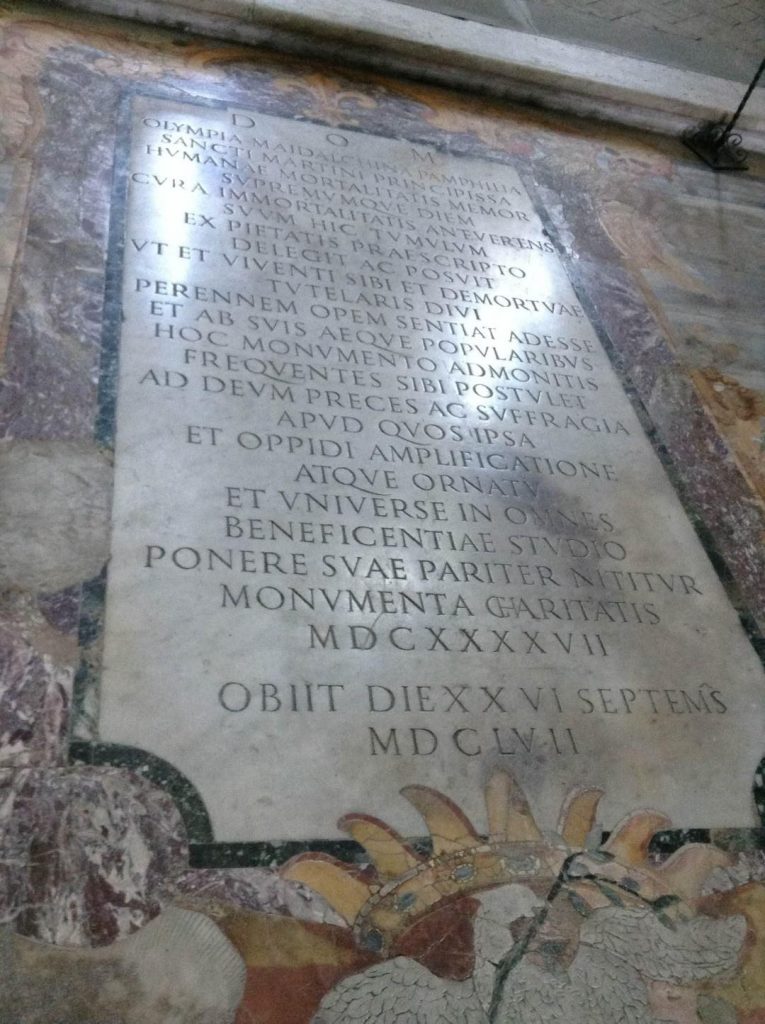 D O M
OLYMPIA MAIDALCHINA PAMPHILIA
SANCTI MARTINI PRINCIPISSA
HVMANAE MORTALITATIS MEMOR
SVPREMVMQVE DIEM
CVRA IMMORTALITATIS ANTEVERTENS
SVVM HIC TVMVLVM
EX PIETATIS PRAESCRIPTO
DELEGIT AC POSVIT
VT ET VIVENTI SIBI ET DEMORTVAE
TVTELARIS DIVI
PERENNEM OPEM SENTIAT ADESSE
ET AB SVIS AEQVE POPVLARIBVS
HOC MONVMENTO ADMONITIS
FREQVENTES SIBI POSTVLET
AD DEVM PRECES AC SVFFRAGIA
APVD QVOS IPSA
ET OPPIDI AMPLIFICATIONE
ATQVE ORNATV
ET VNIVERSE IN OMNES
BENEFICENTIAE STVDIO
PONERE SVAE PARITER NITITVR
MONVMENTA CHARITATIS
MDCXXXXVII
OBIIT DIE XXVI SEPTEMS
MDCLVII